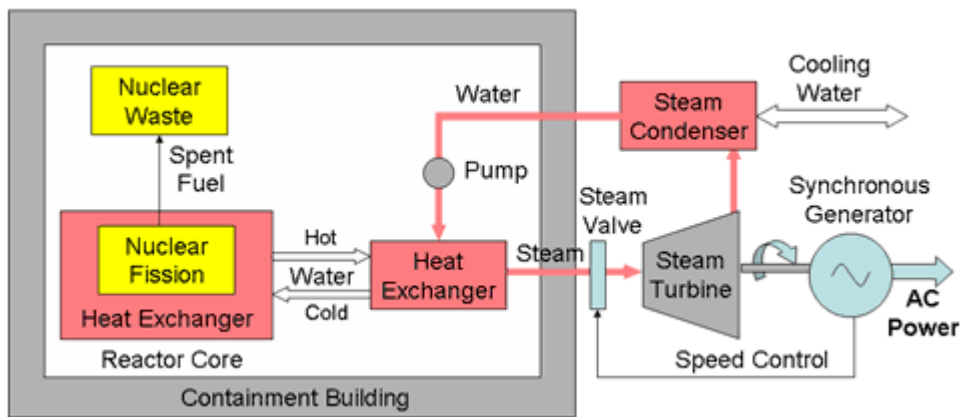 Nuclear
Waste
Spent
Fuel
Nuclear
Fission
Heat Exchanger
Reactor Core
Hot
Water
Cold
Heat
Exchanger
Water
Pump
Steam
Containment Building
Steam
Condenser
Cooling
Water
Steam
Valve
Steam
Turbine
Synchronous
Generator
AC
Power
Speed Control